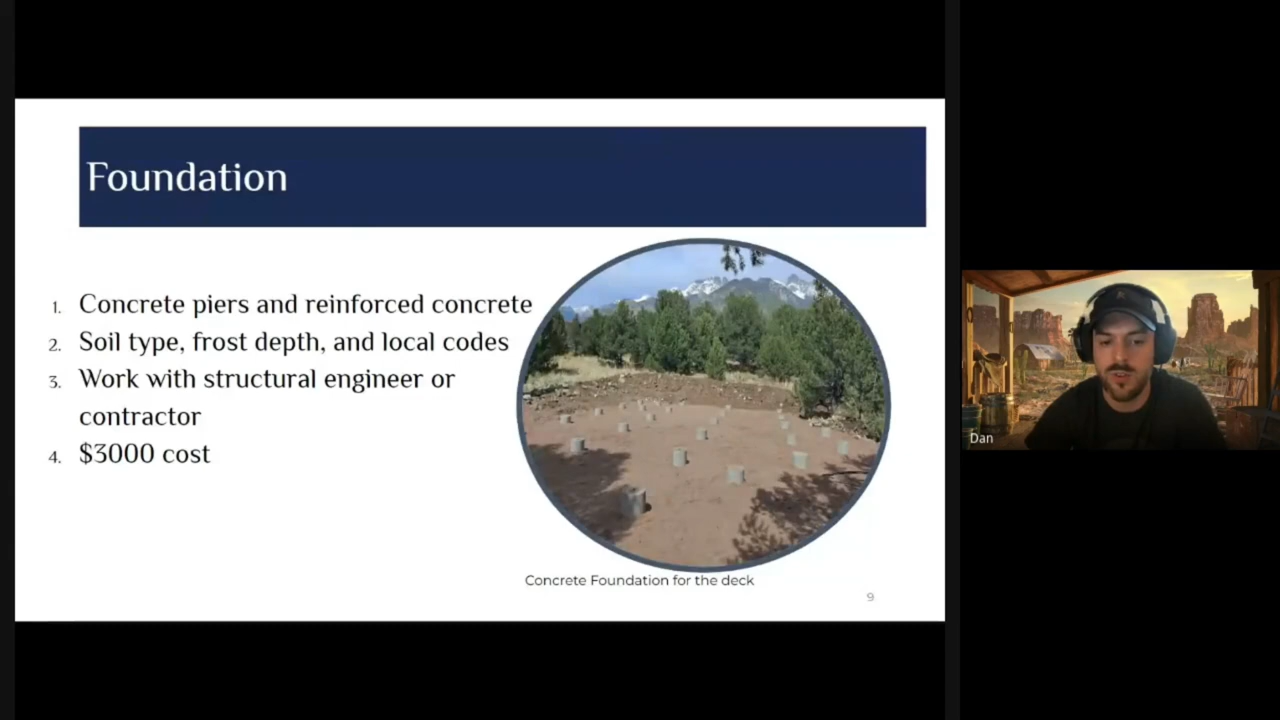 Foundation
1. Concrete piers and reinforced concrete
2. Soil type, frost depth, and local codes
3. Work with structural engineer or
contractor
4. $3000 cost
Concrete Foundation for the deck
9
Dan